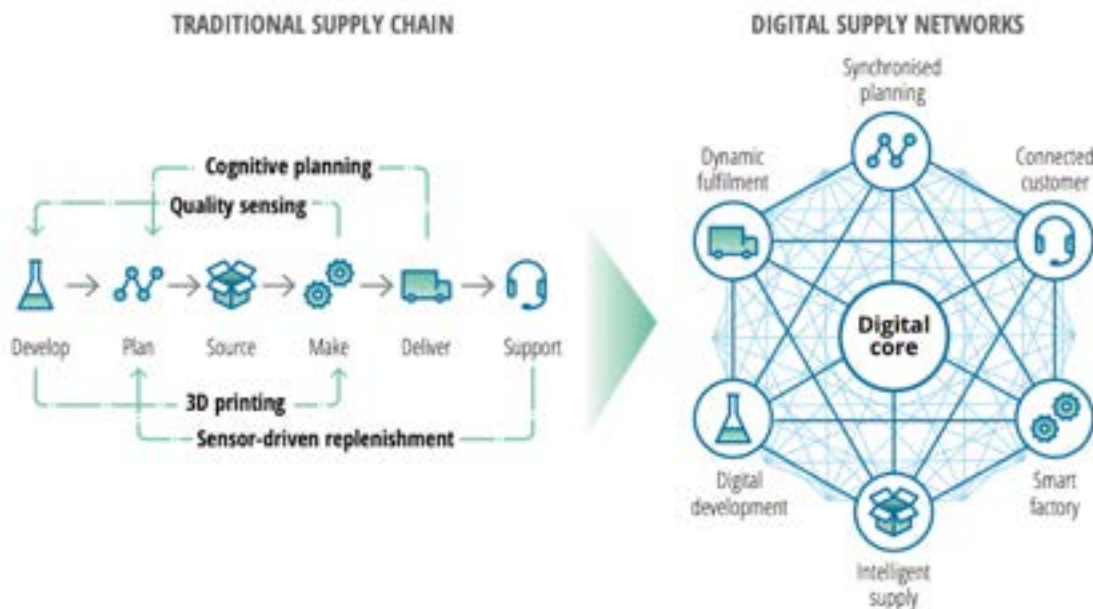 TRADITIONAL SUPPLY CHAIN
Cognitive planning
Quality sensing
Develop
Plan
Source
Make
Deliver
Support
3D printing
Sensor-driven replenishment
DIGITAL SUPPLY NETWORKS
Synchronised
planning
Dynamic
fulfilment
Connected
customer
Digital
core
Digital
development
Smart
factory
Intelligent
supply